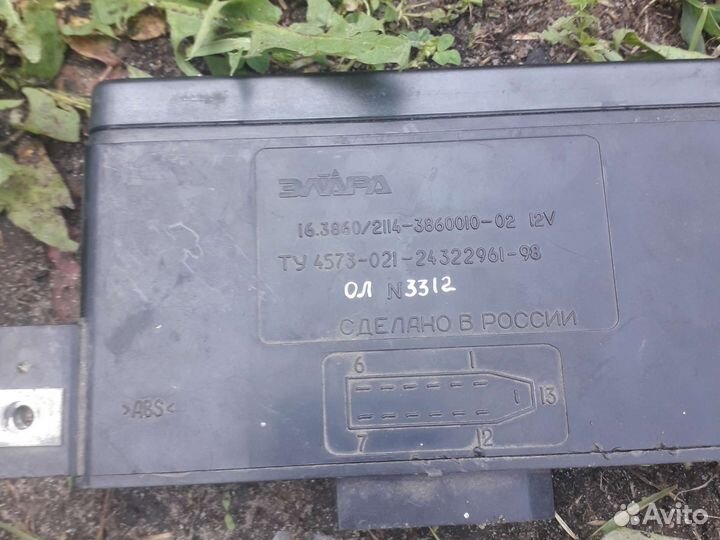 ЭЛАРА
16.3860/2114-3860010-02 12V
ТУ 4573-021-24322961-98
ОЛ N3312
СДЕЛАНО В РОССИИ
6 1
13
>ABS<
7 12
Avito